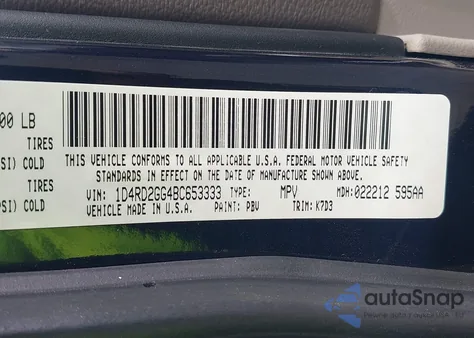 00 LB
TIRES
SI) COLD
TIRES
PSI) COLD
THIS VEHICLE CONFORMS TO ALL APPLICABLE U.S.A. FEDERAL MOTOR VEHICLE SAFETY
STANDARDS IN EFFECT ON THE DATE OF MANUFACTURE SHOWN ABOVE.
VIN: 1D4RD2GG4BC653333 TYPE: MPV MDH: 022212 595AA
VEHICLE MADE IN U.S.A. PAINT: PBV TRIM: K7D3
autoSnap